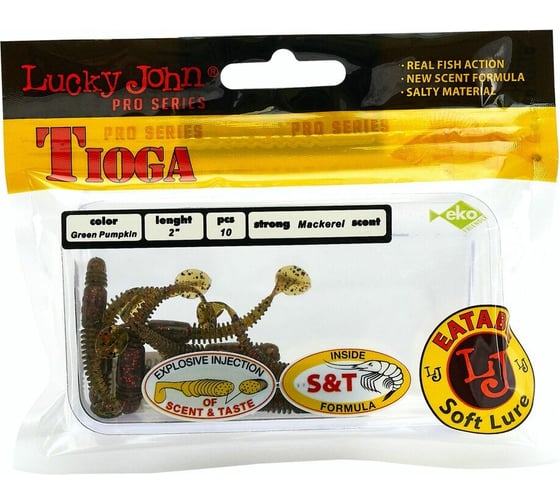 Lucky John®
PRO SERIES
· REAL FISH ACTION
· NEW SCENT FORMULA
· SALTY MATERIAL
PRO SERIES
PRO SERIES
TIOGA
color
Green Pumpkin
lenght
2"
pcs
10
strong Mackerel scent
eko
EXPLOSIVE INJECTION
OF
SCENT & TASTE
INSIDE
S&T
FORMULA
EATABL
LJ
LJ
LJ
Soft Lure